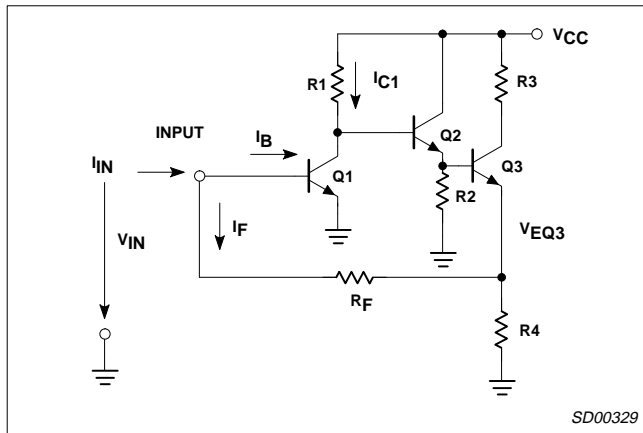 VCC
R1
IC1
R3
INPUT
IB
Q2
IIN
Q1
Q3
R2
IF
VIN
VEQ3
RF
R4
SD00329